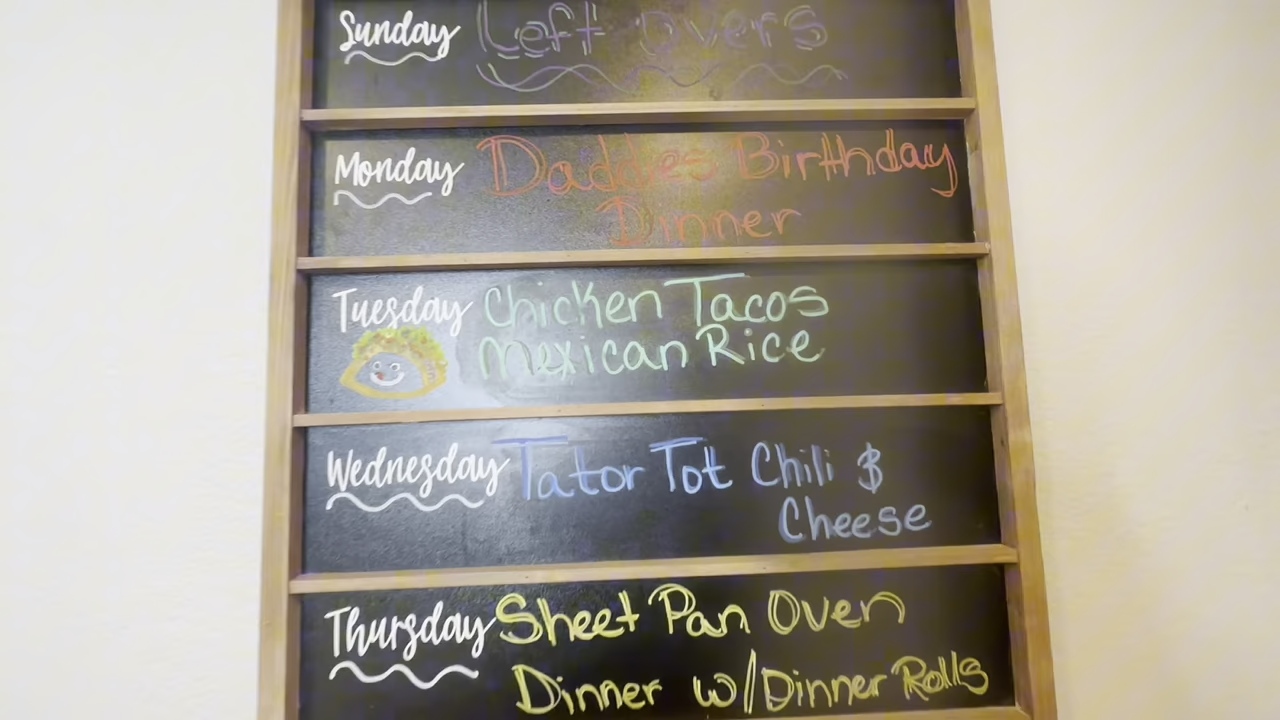 Sunday Left overs
Monday Daddies Birthday
Dinner
Tuesday Chicken Tacos
Mexican Rice
Wednesday Tator Tot Chili &
Cheese
Thursday Sheet Pan Oven
Dinner w/Dinner Rolls